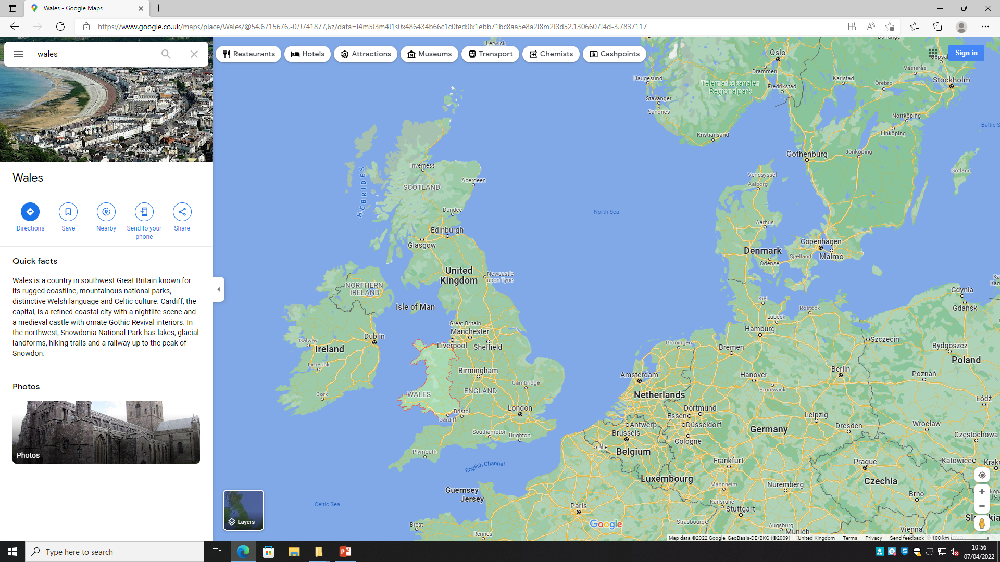 Wales - Google Maps
https://www.google.co.uk/maps/place/Wales/@54.6715676,-0.9741877,6z/data=!4m5!3m4!1s0x486434b66c1c0fed:0x1ebb71bc8aa5e8a2!8m2!3d52.1306607!4d-3.7837117
wales
Restaurants
Hotels
Attractions
Museums
Transport
Chemists
Cashpoints
Sign in
Wales
Directions
Save
Nearby
Send to your
phone
Share
Quick facts
Wales is a country in southwest Great Britain known for
its rugged coastline, mountainous national parks,
distinctive Welsh language and Celtic culture. Cardiff, the
capital, is a refined coastal city with a nightlife scene and
a medieval castle with ornate Gothic Revival interiors. In
the northwest, Snowdonia National Park has lakes, glacial
landforms, hiking trails and a railway up to the peak of
Snowdon.
Photos
Photos
Lerwick
Oslo
Drammen
Haugesund
Telemarkskanalen
Regionalpark
Fredrikstad
Karlstad
Örebro
Västerås
Stockholm
Stavanger
Sandnes
Norrköping
Linköping
Kristiansand
Gothenburg
Jönköping
Gotland
Vendsyssel
Aalborg
Inverness
Aberdeen
SCOTLAND
HEBRIDES
Dundee
North Sea
Edinburgh
Glasgow
Aarhus
Copenhagen
Denmark
Sjælland
Malmö
Odense
United
Kingdom
Newcastle
upon Tyne
NORTHERN
IRELAND
Isle of Man
Kiel
Rostock
Gdynia
Gdańsk
Lübeck
Hamburg
Great Britain
Manchester
Dublin
Liverpool
Sheffield
Galway
Ireland
Groningen
Bremen
Szczecin
Bydgoszcz
Poland
Limerick
Birmingham
Cambridge
Amsterdam
Hanover
Berlin
Poznań
Brunswick
WALES
ENGLAND
Netherlands
Cork
Bristol
London
Cardiff
Dortmund
Essen
Leipzig
Łódź
Antwerp
Düsseldorf
Dresden
Wrocław
Southampton
Brighton
Brussels
Germany
Częstochowa
Cologne
Lille
Belgium
Plymouth
English Channel
Frankfurt
Prague
Katowice
Luxembourg
Czechia
Mannheim
Nuremberg
Guernsey
Jersey
Brno
Celtic Sea
Karlsruhe
Stuttgart
Paris
Layers
Google
Brest
Strasbourg
Augsburg
Munich
Vienna
Rennes
Map data ©2022 Google, GeoBasis-DE/BKG (©2009)
United Kingdom
Terms
Privacy
Send feedback
100 km
Type here to search
10:56
07/04/2022